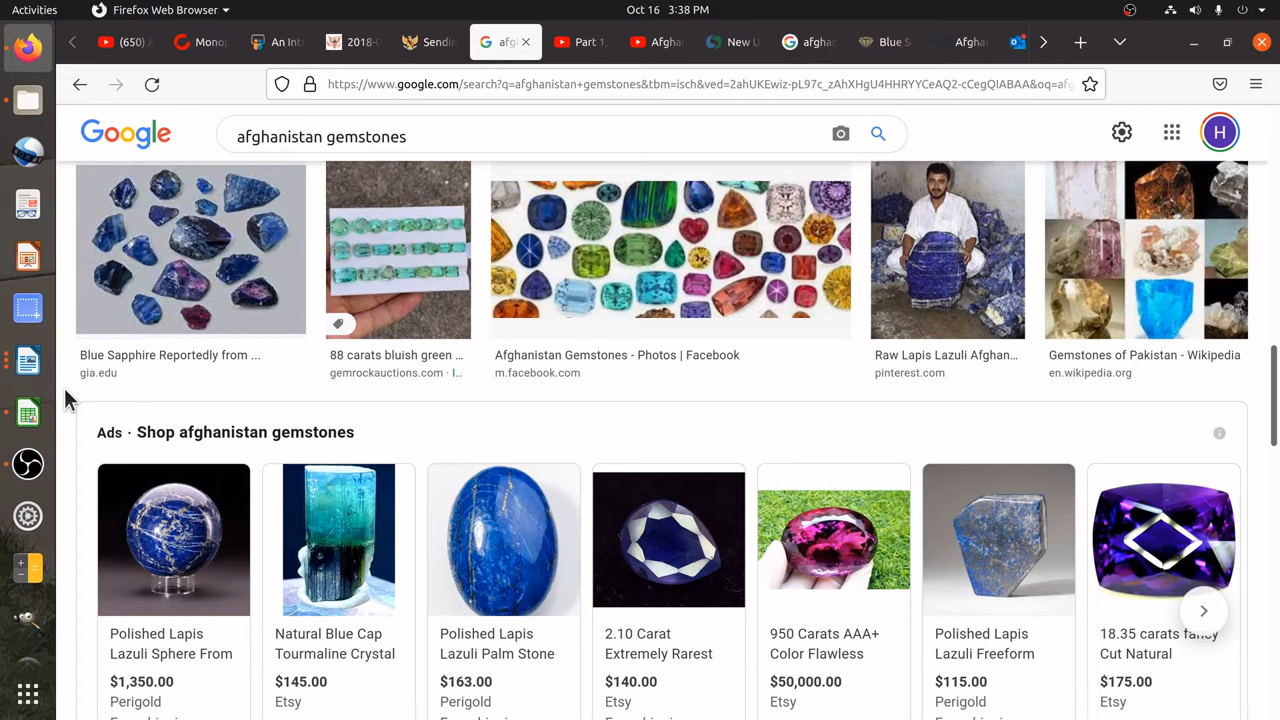 Activities
Firefox Web Browser
Oct 16 3:38 PM
(650)
Mono
An Int
2018-
Sendin
afg
Part 1,
Afghan
New U
afghan
Blue S
Afghan
https://www.google.com/search?q=afghanistan+gemstones&tbm=isch&ved=2ahUKEwiz-pL97c_zAhXHgU4HHRYYCeAQ2-cCegQIABAA&oq=afg
Google
afghanistan gemstones
H
Blue Sapphire Reportedly from ...
gia.edu
88 carats bluish green ...
gemrockauctions.com · I...
Afghanistan Gemstones - Photos | Facebook
m.facebook.com
Raw Lapis Lazuli Afghan...
pinterest.com
Gemstones of Pakistan - Wikipedia
en.wikipedia.org
Ads · Shop afghanistan gemstones
Polished Lapis
Lazuli Sphere From
$1,350.00
Perigold
Natural Blue Cap
Tourmaline Crystal
$145.00
Etsy
Polished Lapis
Lazuli Palm Stone
$163.00
Perigold
2.10 Carat
Extremely Rarest
$140.00
Etsy
950 Carats AAA+
Color Flawless
$50,000.00
Etsy
Polished Lapis
Lazuli Freeform
$115.00
Perigold
18.35 carats fancy
Cut Natural
$175.00
Etsy